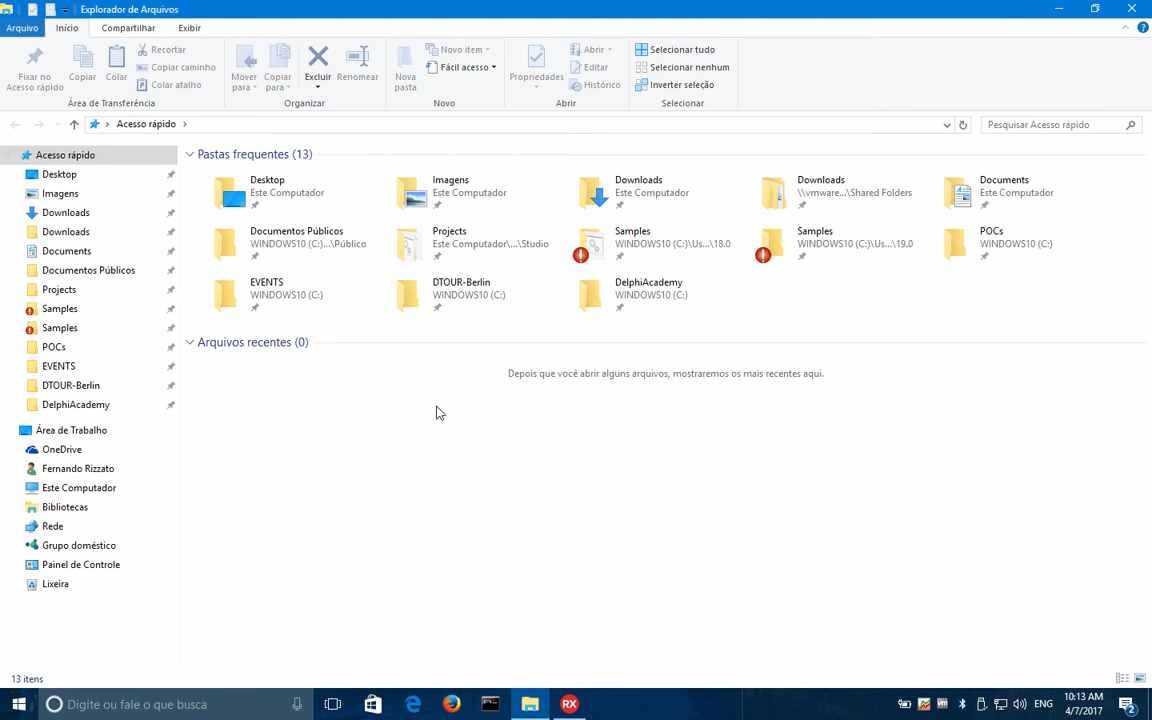 Explorador de Arquivos
Arquivo
Início
Compartilhar
Exibir
Fixar no
Acesso rápido
Copiar
Colar
Recortar
Copiar caminho
Colar atalho
Área de Transferência
Mover
para
Copiar
para
Excluir
Renomear
Organizar
Nova
pasta
Novo item
Fácil acesso
Novo
Propriedades
Abrir
Editar
Histórico
Abrir
Selecionar tudo
Selecionar nenhum
Inverter seleção
Selecionar
Acesso rápido
Pesquisar Acesso rápido
Acesso rápido
Desktop
Imagens
Downloads
Downloads
Documents
Documentos Públicos
Projects
Samples
Samples
POCs
EVENTS
DTOUR-Berlin
DelphiAcademy
Área de Trabalho
OneDrive
Fernando Rizzato
Este Computador
Bibliotecas
Rede
Grupo doméstico
Painel de Controle
Lixeira
Pastas frequentes (13)
Desktop
Este Computador
Imagens
Este Computador
Downloads
Este Computador
Downloads
\\vmware...\Shared Folders
Documents
Este Computador
Documentos Públicos
WINDOWS10 (C:)...\Público
Projects
Este Computador\...\Studio
Samples
WINDOWS10 (C:)\Us...\18.0
Samples
WINDOWS10 (C:)\Us...\19.0
POCs
WINDOWS10 (C:)
EVENTS
WINDOWS10 (C:)
DTOUR-Berlin
WINDOWS10 (C:)
DelphiAcademy
WINDOWS10 (C:)
Arquivos recentes (0)
Depois que você abrir alguns arquivos, mostraremos os mais recentes aqui.
13 itens
Digite ou fale o que busca
RX
ENG
10:13 AM
4/7/2017
2